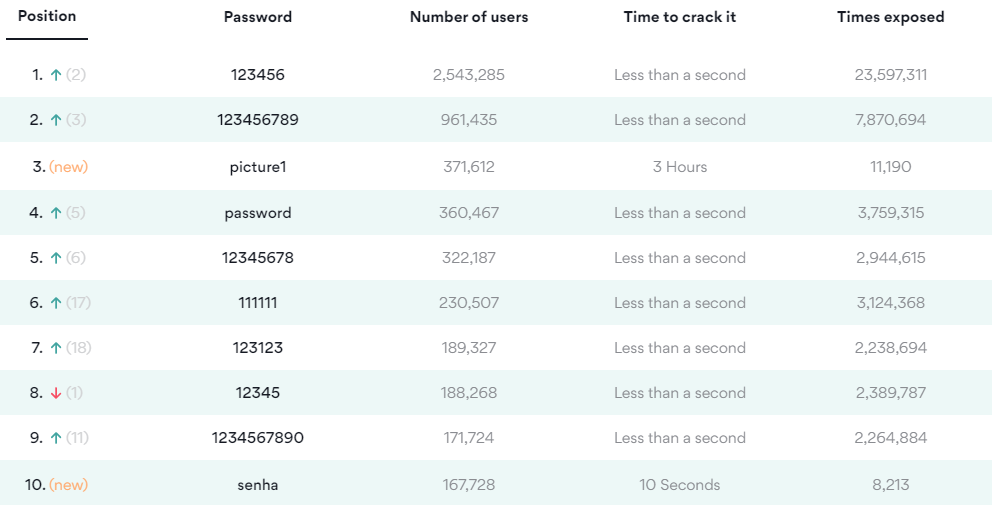 Position Password Number of users Time to crack it Times exposed
1. ↑ (2) 123456 2,543,285 Less than a second 23,597,311
2. ↑ (3) 123456789 961,435 Less than a second 7,870,694
3. (new) picture1 371,612 3 Hours 11,190
4. ↑ (5) password 360,467 Less than a second 3,759,315
5. ↑ (6) 12345678 322,187 Less than a second 2,944,615
6. ↑ (17) 111111 230,507 Less than a second 3,124,368
7. ↑ (18) 123123 189,327 Less than a second 2,238,694
8. ↓ (1) 12345 188,268 Less than a second 2,389,787
9. ↑ (11) 1234567890 171,724 Less than a second 2,264,884
10. (new) senha 167,728 10 Seconds 8,213